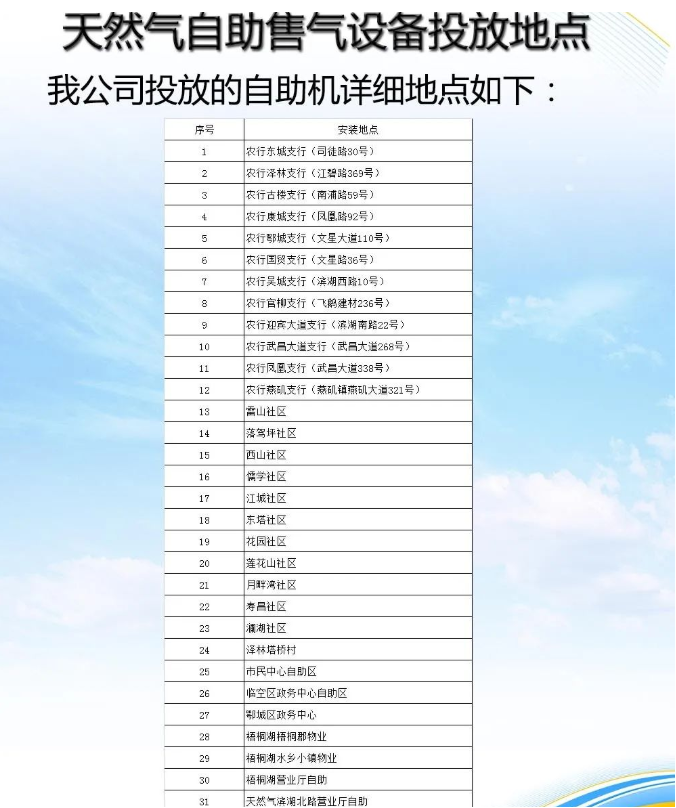 天然气自助售气设备投放地点
我公司投放的自助机详细地点如下：
序号 安装地点
1 农行东城支行（司徒路30号）
2 农行泽林支行（江碧路369号）
3 农行古楼支行（南浦路59号）
4 农行康城支行（凤凰路92号）
5 农行鄂城支行（文星大道110号）
6 农行国贸支行（文星路36号）
7 农行吴城支行（滨湖西路10号）
8 农行官柳支行（飞鹅建材236号）
9 农行迎宾大道支行（滨湖南路22号）
10 农行武昌大道支行（武昌大道268号）
11 农行凤凰支行（武昌大道338号）
12 农行燕矶支行（燕矶镇燕矶大道321号）
13 雷山社区
14 落驾坪社区
15 西山社区
16 儒学社区
17 江城社区
18 东塔社区
19 花园社区
20 莲花山社区
21 月畔湾社区
22 寿昌社区
23 澜湖社区
24 泽林塔桥村
25 市民中心自助区
26 临空区政务中心自助区
27 鄂城区政务中心
28 梧桐湖梧桐郡物业
29 梧桐湖水乡小镇物业
30 梧桐湖营业厅自助
31 天然气滨湖北路营业厅自助